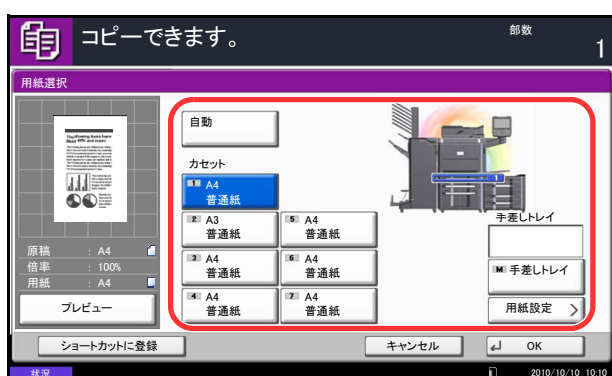 コピーできます。
部数
1
用紙選択
自動
カセット
1 A4
普通紙
2 A3
普通紙
3 A4
普通紙
4 A4
普通紙
5 A4
普通紙
6 A4
普通紙
7 A4
普通紙
1
手差しトレイ
M 手差しトレイ
用紙設定
原稿 : A4
倍率 : 100%
用紙 : A4
プレビュー
ショートカットに登録
キャンセル
OK
状況
2010/10/10 10:10